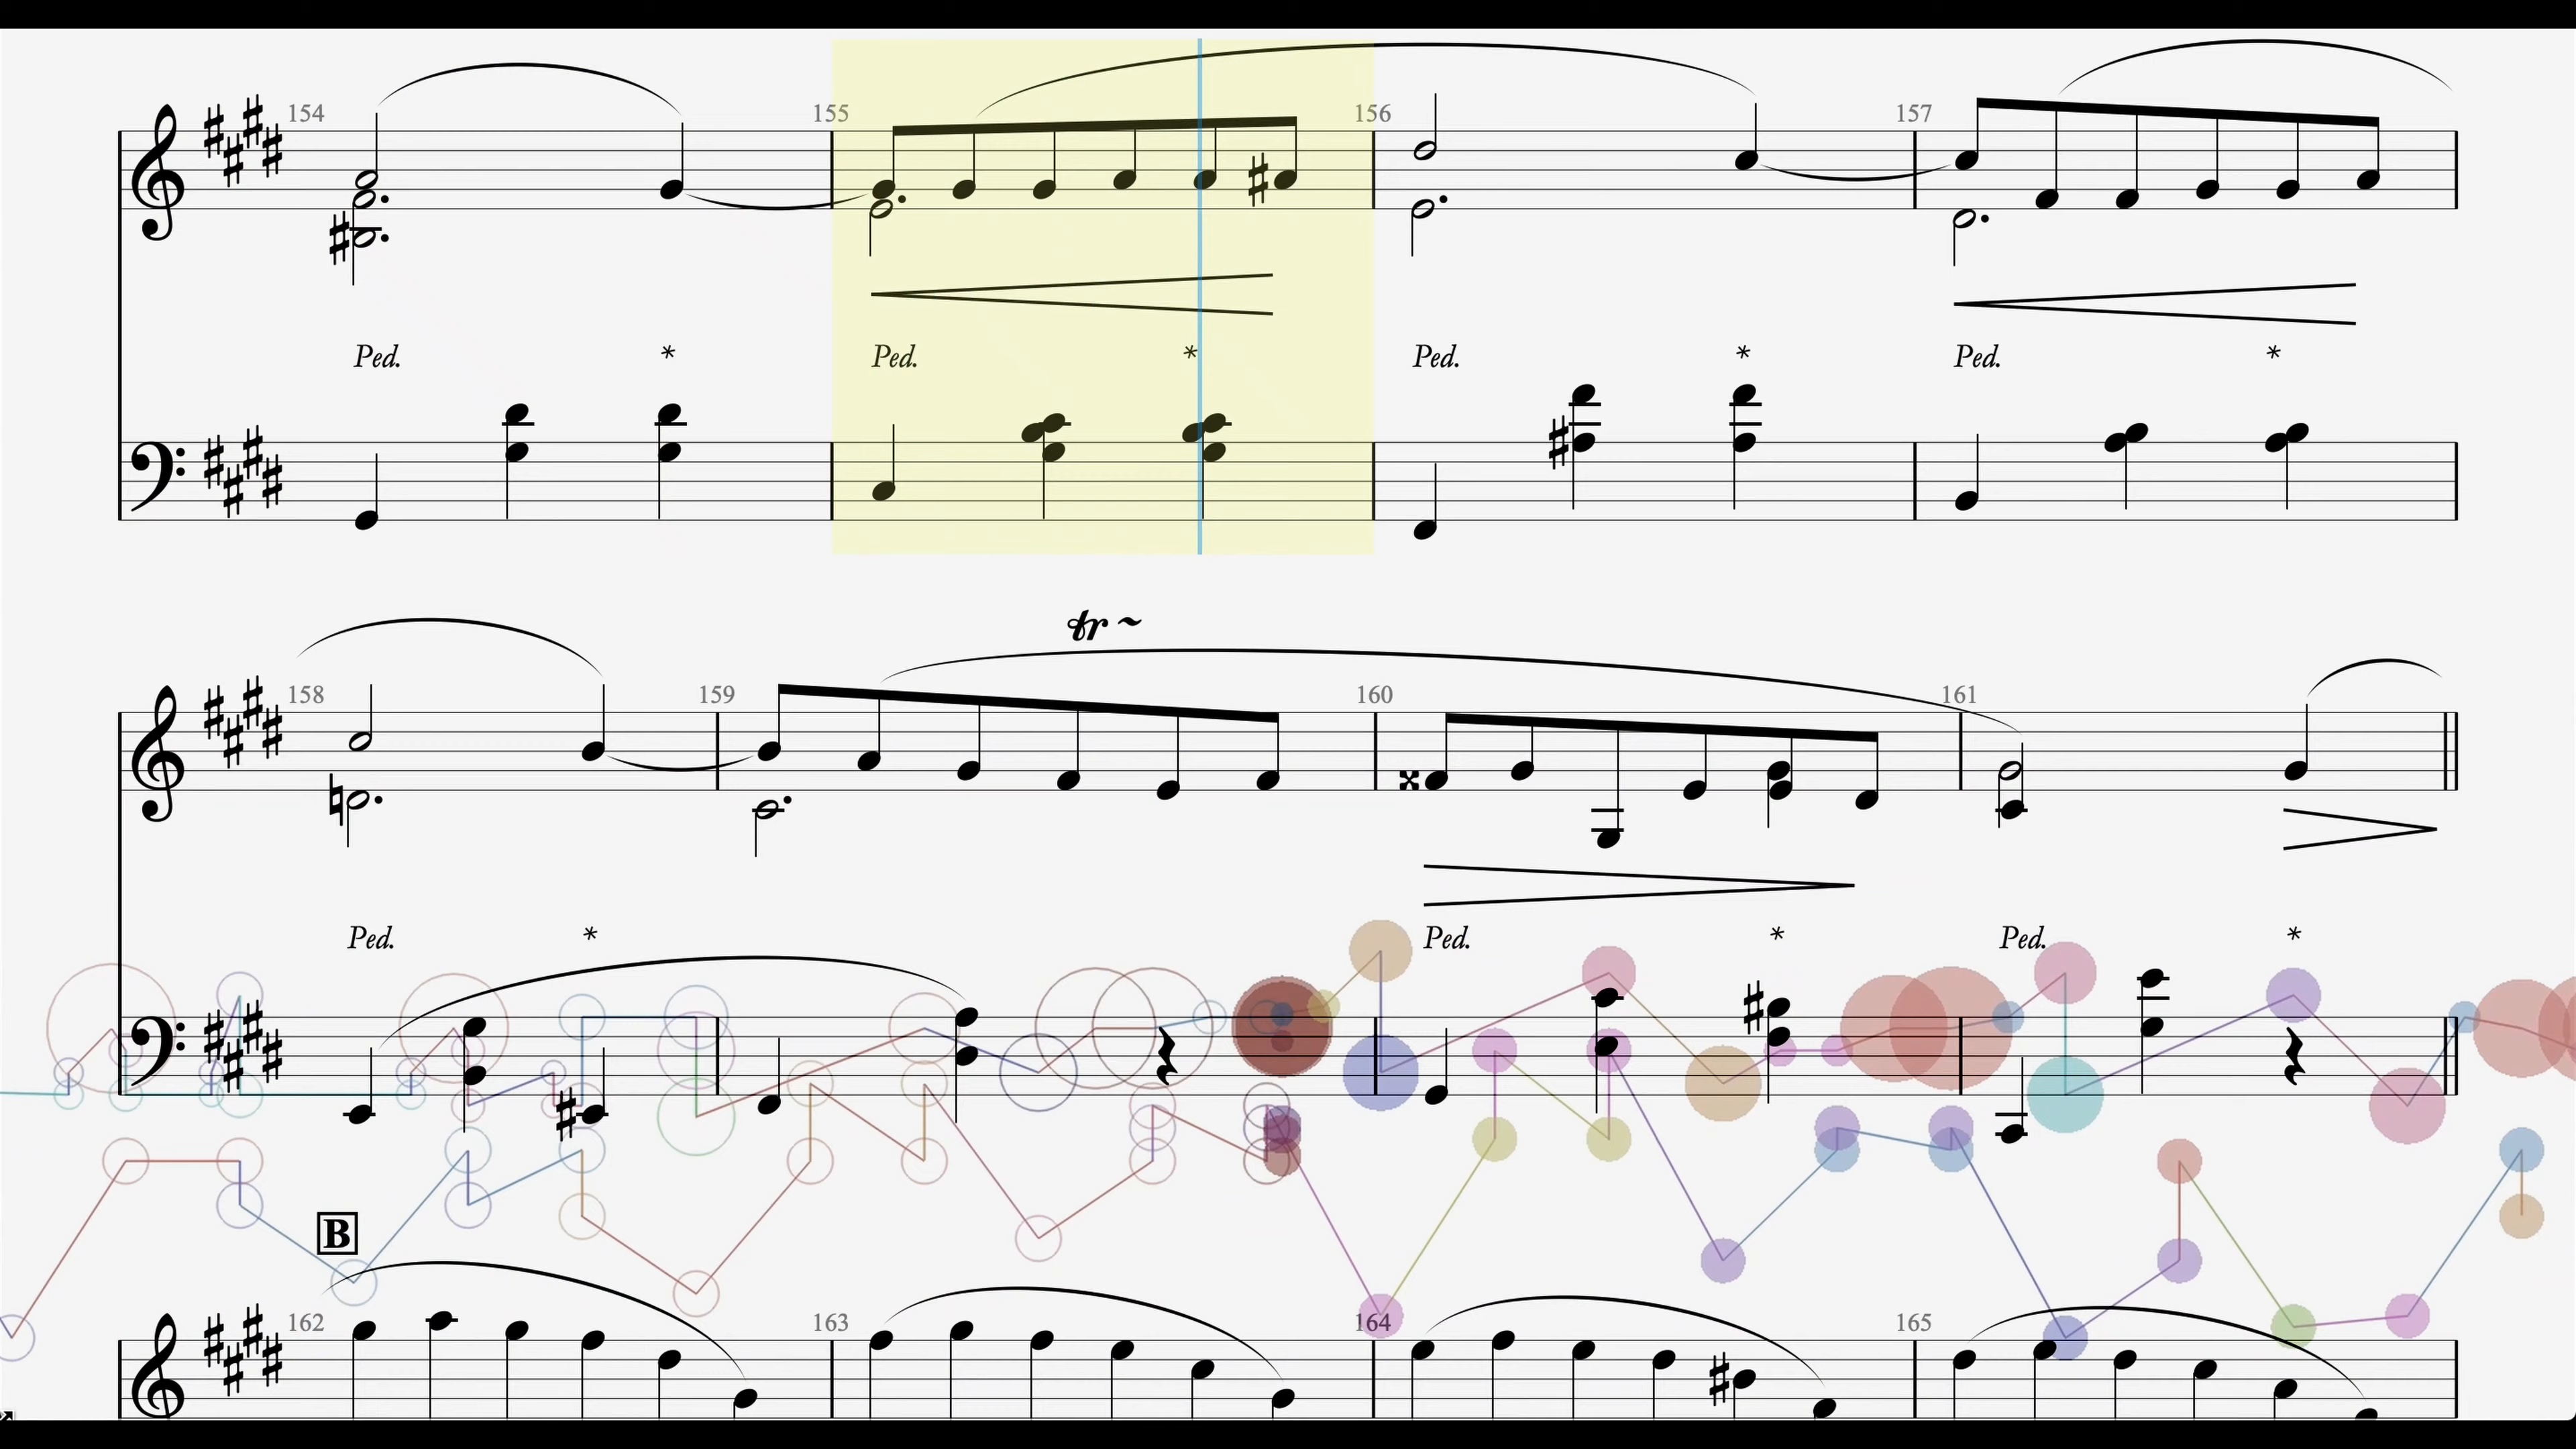 154 155 156 157
Ped. * Ped. * Ped. * Ped. *
tr~
158 159 160 161
Ped. * Ped. * Ped. *
B
162 163 164 165